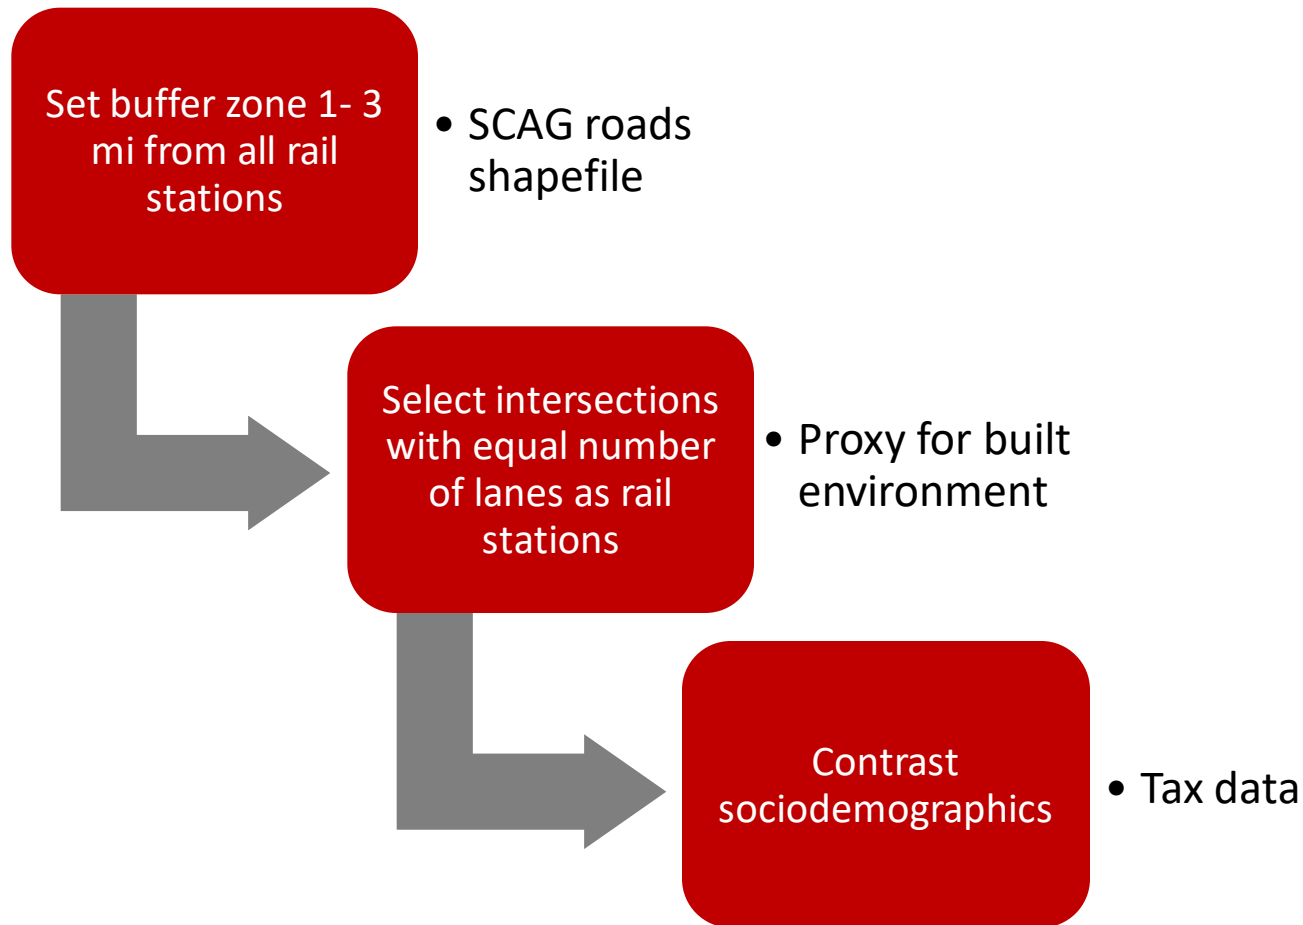 Set buffer zone 1- 3
mi from all rail
stations
• SCAG roads
shapefile
Select intersections
with equal number
of lanes as rail
stations
• Proxy for built
environment
Contrast
sociodemographics
• Tax data